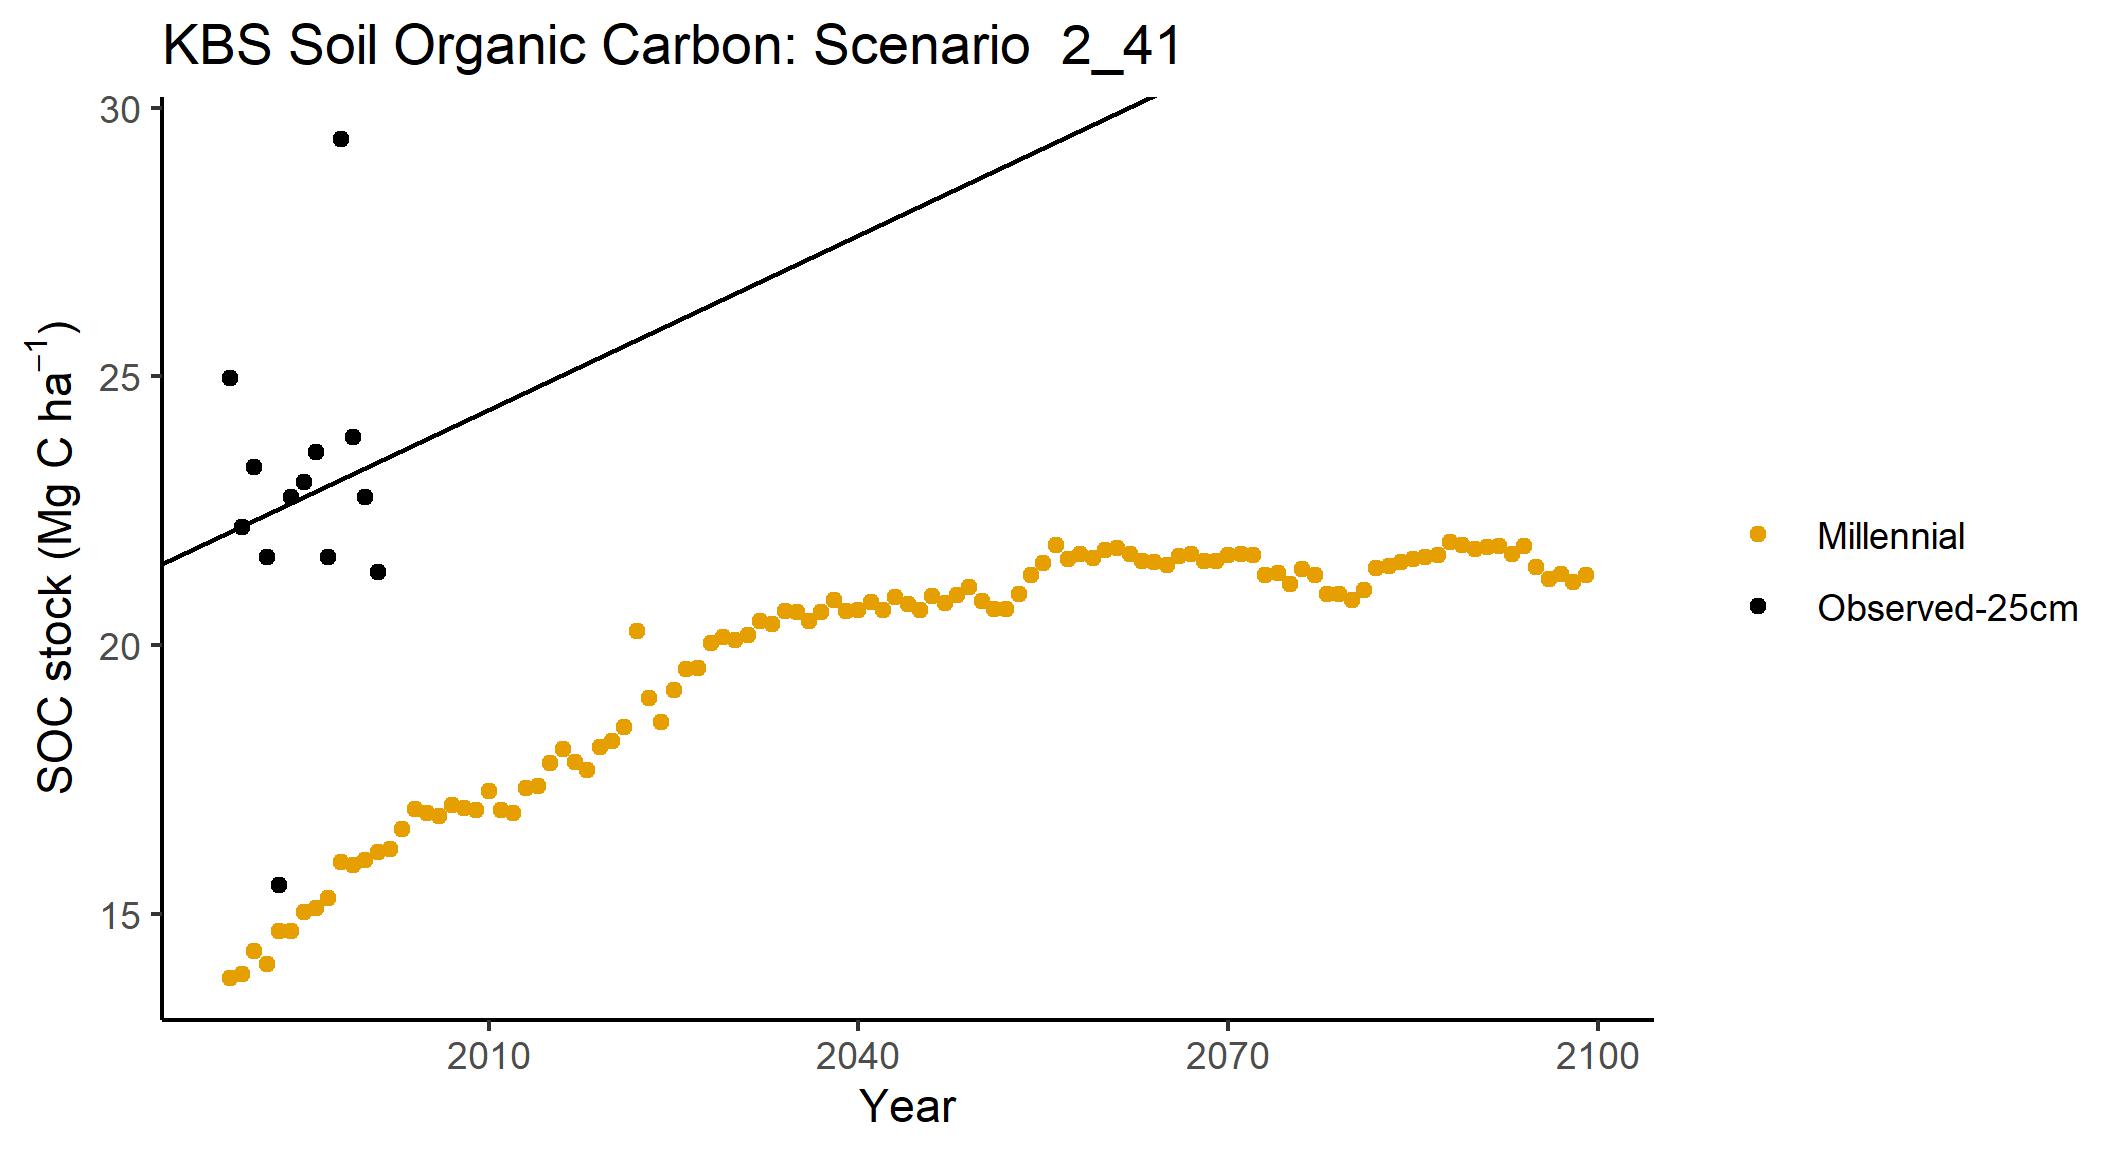 KBS Soil Organic Carbon: Scenario  2_41
30
25
20
15
SOC stock (Mg C ha⁻¹)
2010 2040 2070 2100
Year
Millennial
Observed-25cm